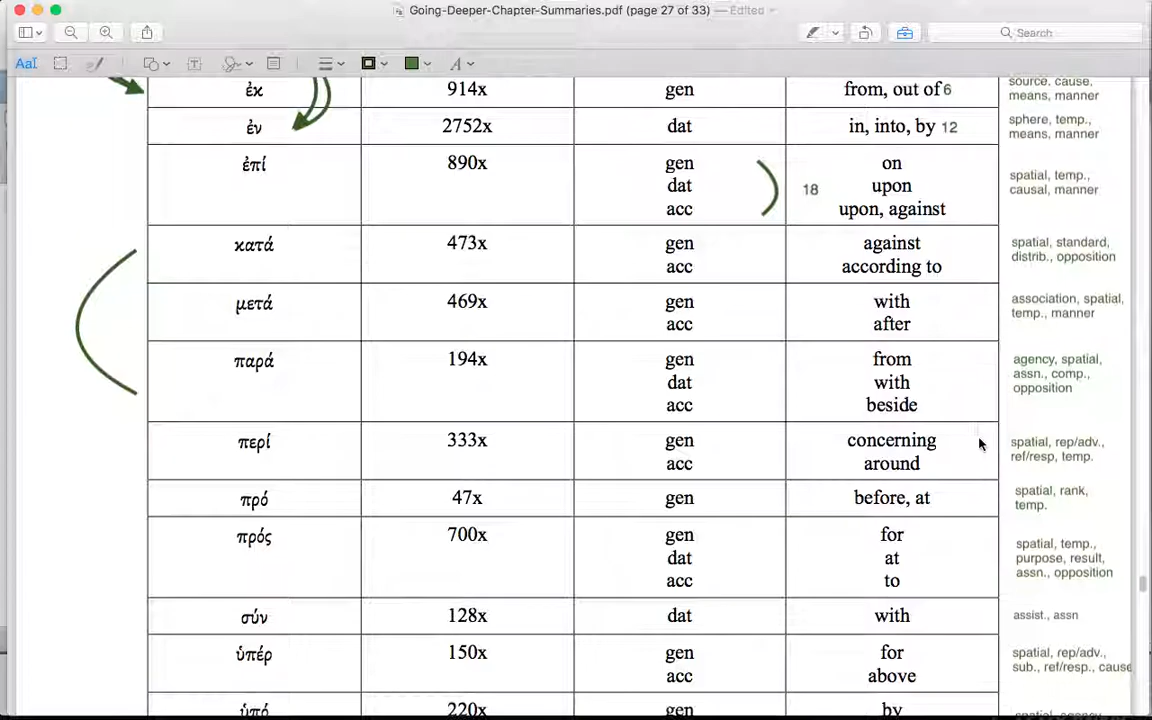 Going-Deeper-Chapter-Summaries.pdf (page 27 of 33) — Edited
Search
AaI
T
A
ἐκ 914x gen from, out of 6 source, cause, means, manner
ἐν 2752x dat in, into, by 12 sphere, temp., means, manner
ἐπί 890x gen on
dat 18 upon spatial, temp., causal, manner
acc upon, against
κατά 473x gen against spatial, standard,
acc according to distrib., opposition
μετά 469x gen with association, spatial,
acc after temp., manner
παρά 194x gen from agency, spatial,
dat with assn., comp.,
acc beside opposition
περί 333x gen concerning spatial, rep/adv.,
acc around ref/resp, temp.
πρό 47x gen before, at spatial, rank, temp.
πρός 700x gen for spatial, temp.,
dat at purpose, result,
acc to assn., opposition
σύν 128x dat with assist., assn
ὑπέρ 150x gen for spatial, rep/adv.,
acc above sub., ref/resp., cause
ὑπό 220x gen by spatial, agency